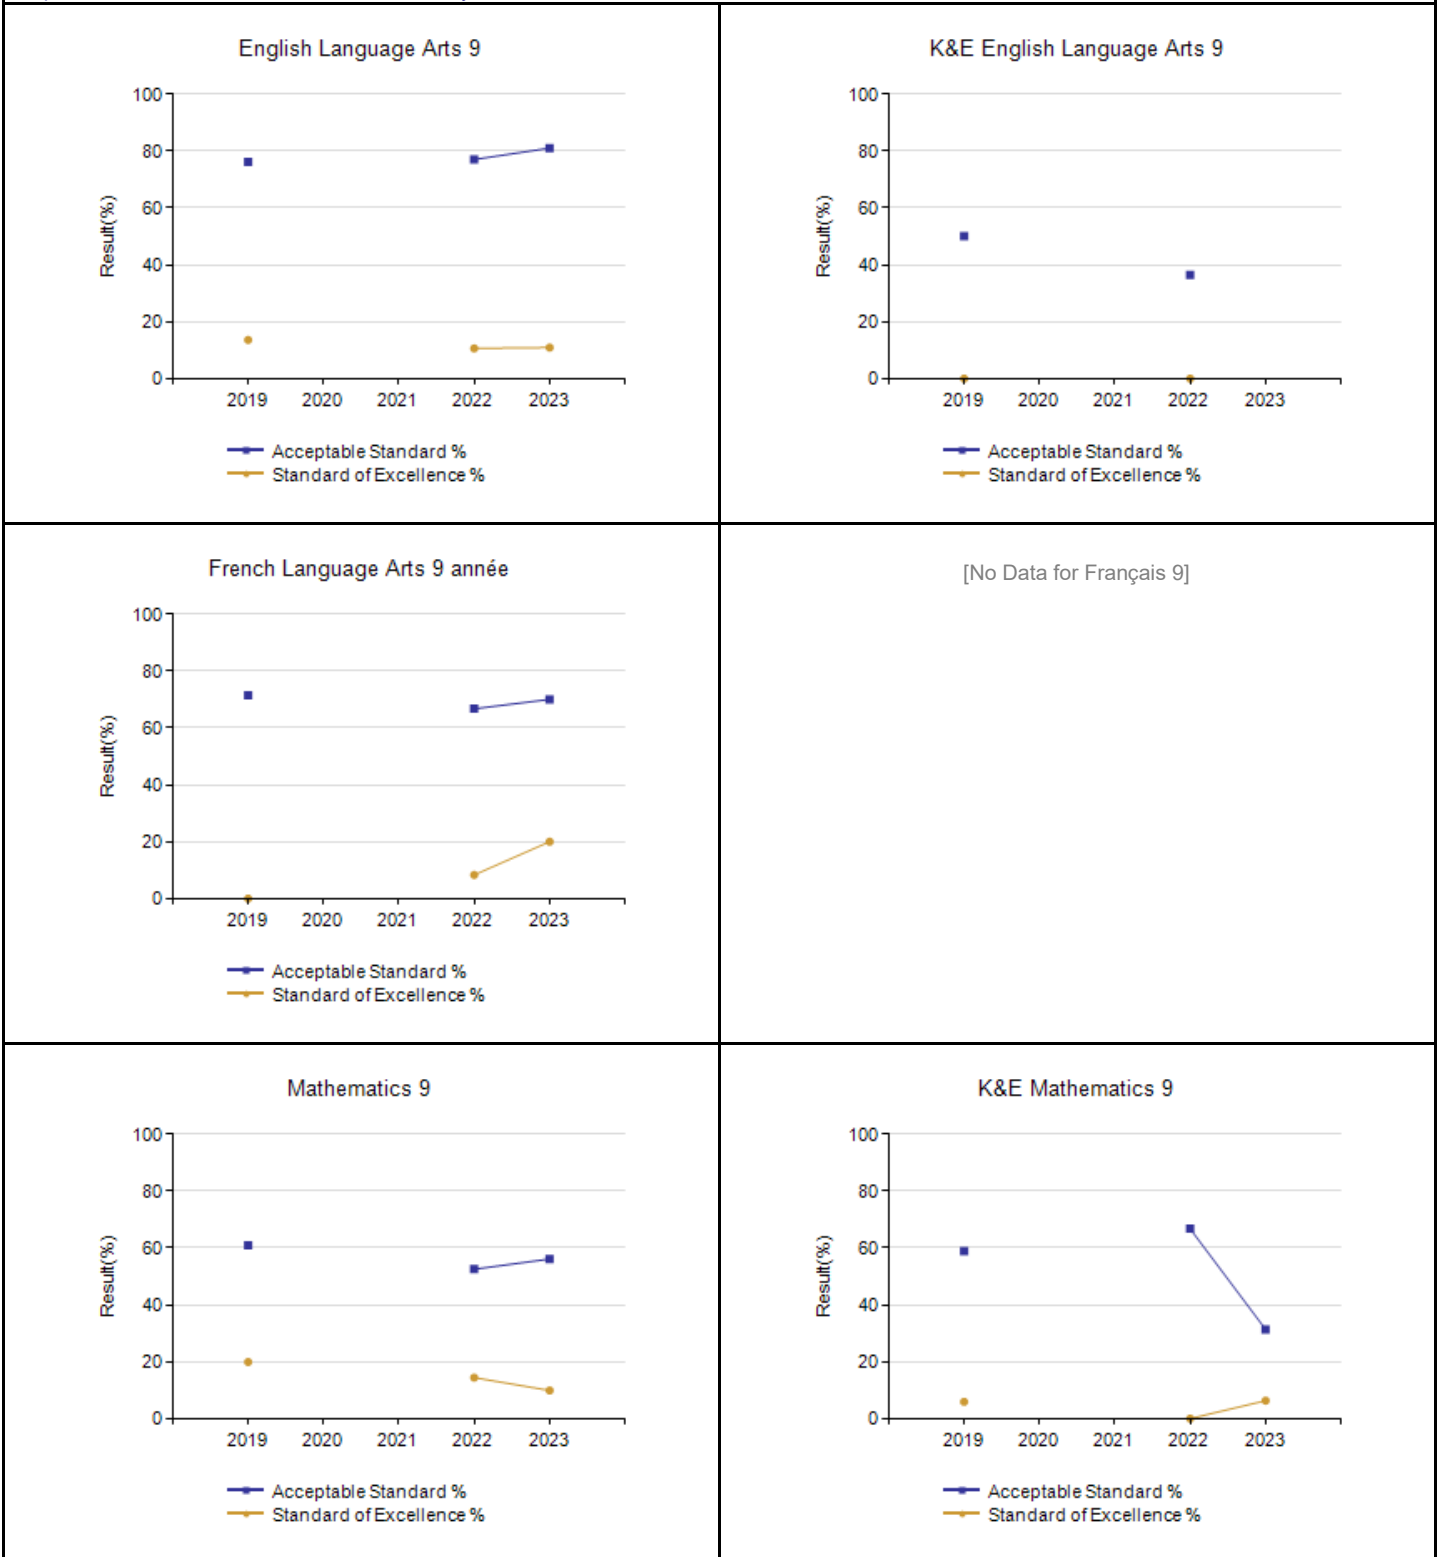 English Language Arts 9
100
80
60
40
20
0
Result(%)
2019 2020 2021 2022 2023
Acceptable Standard %
Standard of Excellence %
K&E English Language Arts 9
100
80
60
40
20
0
Result(%)
2019 2020 2021 2022 2023
Acceptable Standard %
Standard of Excellence %
French Language Arts 9 année
100
80
60
40
20
0
Result(%)
2019 2020 2021 2022 2023
Acceptable Standard %
Standard of Excellence %
[No Data for Français 9]
Mathematics 9
100
80
60
40
20
0
Result(%)
2019 2020 2021 2022 2023
Acceptable Standard %
Standard of Excellence %
K&E Mathematics 9
100
80
60
40
20
0
Result(%)
2019 2020 2021 2022 2023
Acceptable Standard %
Standard of Excellence %